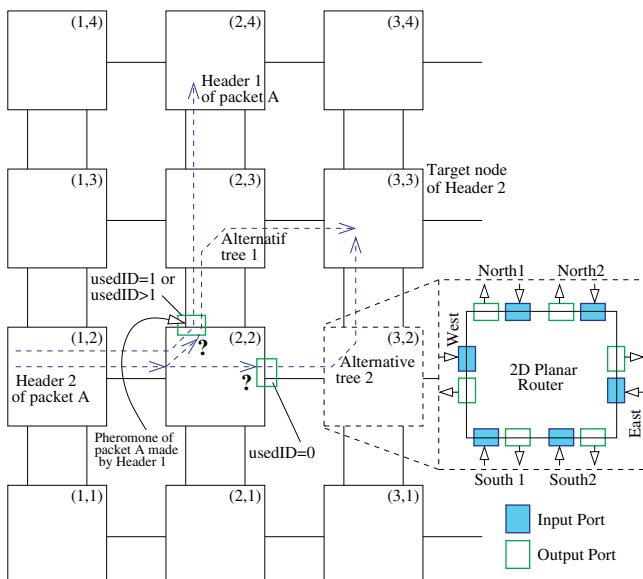 (1,4)
(2,4)
(3,4)
Header 1
of packet A
(1,3)
(2,3)
(3,3)
Target node
of Header 2
Alternatif
tree 1
usedID=1 or
usedID>1
North1
North2
(1,2)
(2,2)
(3,2)
West
?
Header 2
of packet A
?
Alternative
tree 2
2D Planar
Router
Pheromone of
packet A made
by Header 1
usedID=0
East
South 1
South2
(1,1)
(2,1)
(3,1)
Input Port
Output Port